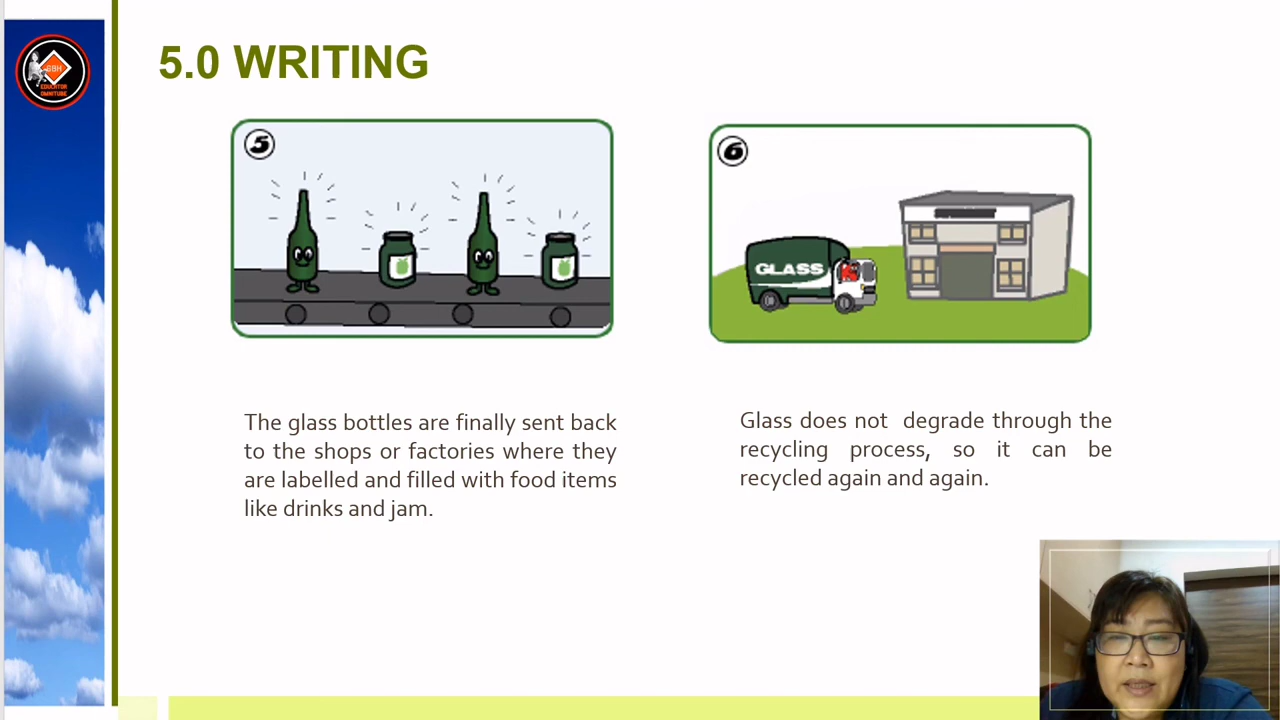 5.0 WRITING
5
The glass bottles are finally sent back
to the shops or factories where they
are labelled and filled with food items
like drinks and jam.
6
GLASS
Glass does not degrade through the
recycling process, so it can be
recycled again and again.
EDUCATOR
OMNITUBE